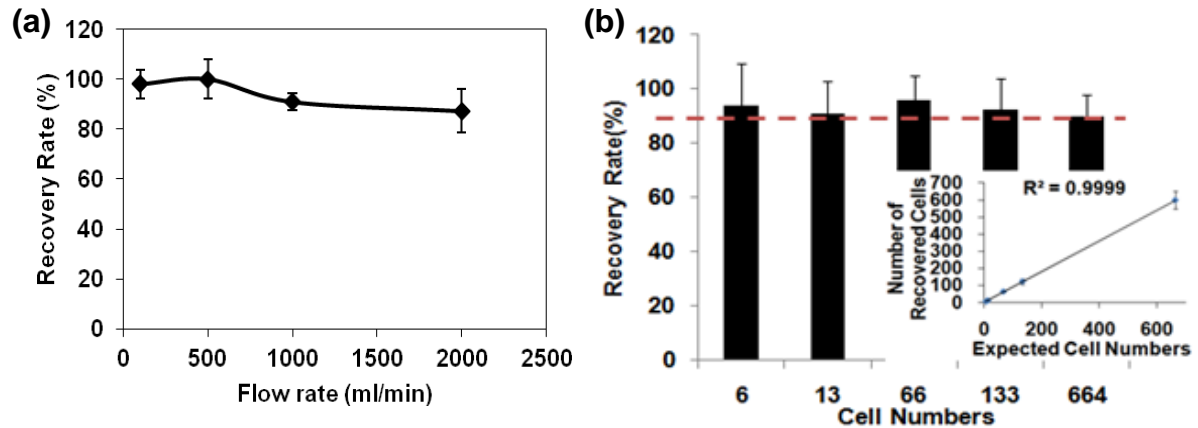 (a)
120
100
80
60
40
20
0
Recovery Rate (%)
0 500 1000 1500 2000 2500
Flow rate (ml/min)
(b)
120
100
80
60
40
20
0
Recovery Rate(%)
6 13 66 133 664
Cell Numbers
R² = 0.9999
700
600
500
400
300
200
100
0
Number of
Recovered Cells
0 200 400 600
Expected Cell Numbers